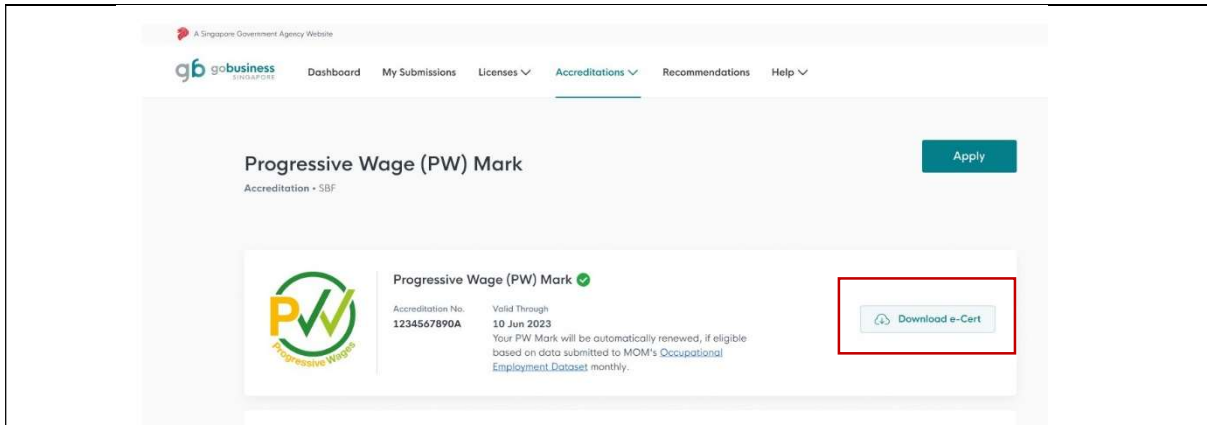 A Singapore Government Agency Website
gb gobusiness
SINGAPORE
Dashboard My Submissions Licenses Accreditations Recommendations Help
Progressive Wage (PW) Mark
Apply
Accreditation • SBF
PW
Progressive Wages
Progressive Wage (PW) Mark
Accreditation No. Valid Through
1234567890A 10 Jun 2023
Your PW Mark will be automatically renewed, if eligible
based on data submitted to MOM's Occupational
Employment Dataset monthly.
Download e-Cert